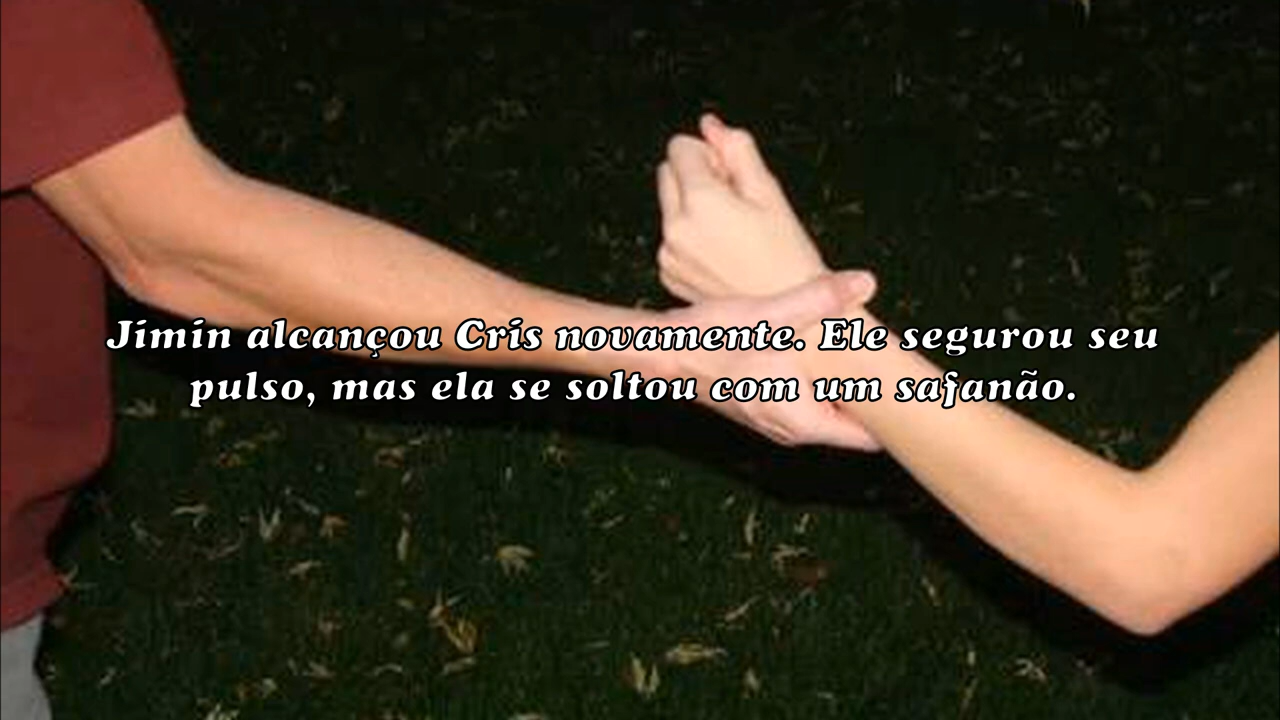 Jimin alcançou Cris novamente. Ele segurou seu
pulso, mas ela se soltou com um safanão.